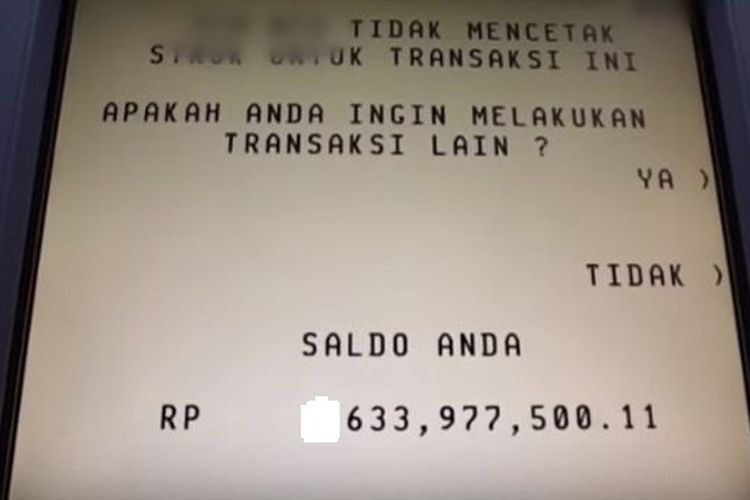 TIDAK MENCETAK
UNTUK TRANSAKSI INI
APAKAH ANDA INGIN MELAKUKAN
TRANSAKSI LAIN ?
YA )
TIDAK )
SALDO ANDA
RP 633,977,500.11